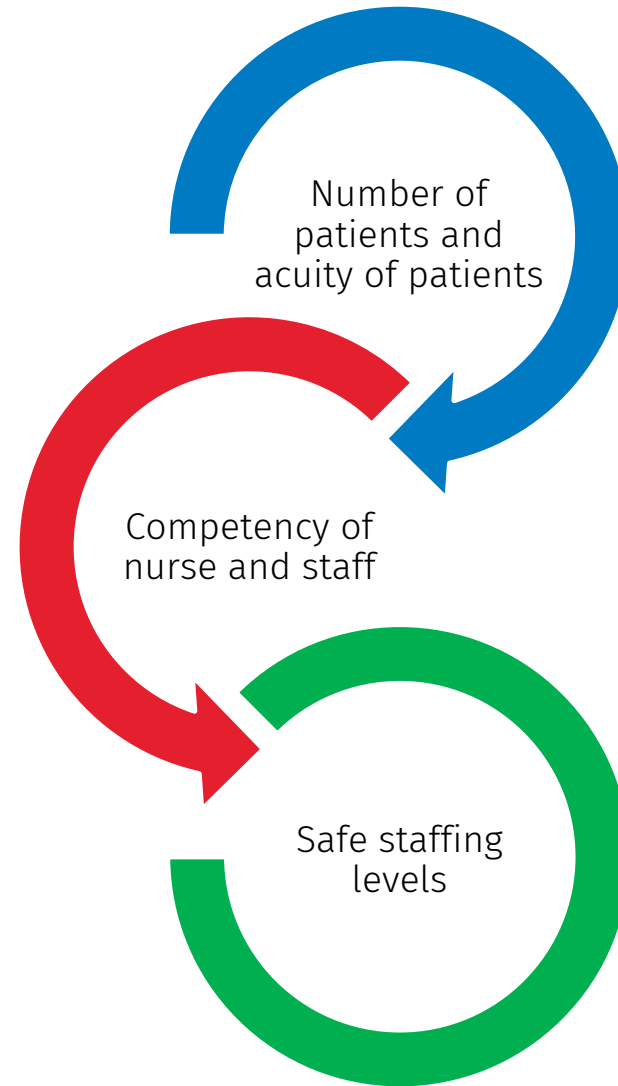 Number of
patients and
acuity of patients
Competency of
nurse and staff
Safe staffing
levels